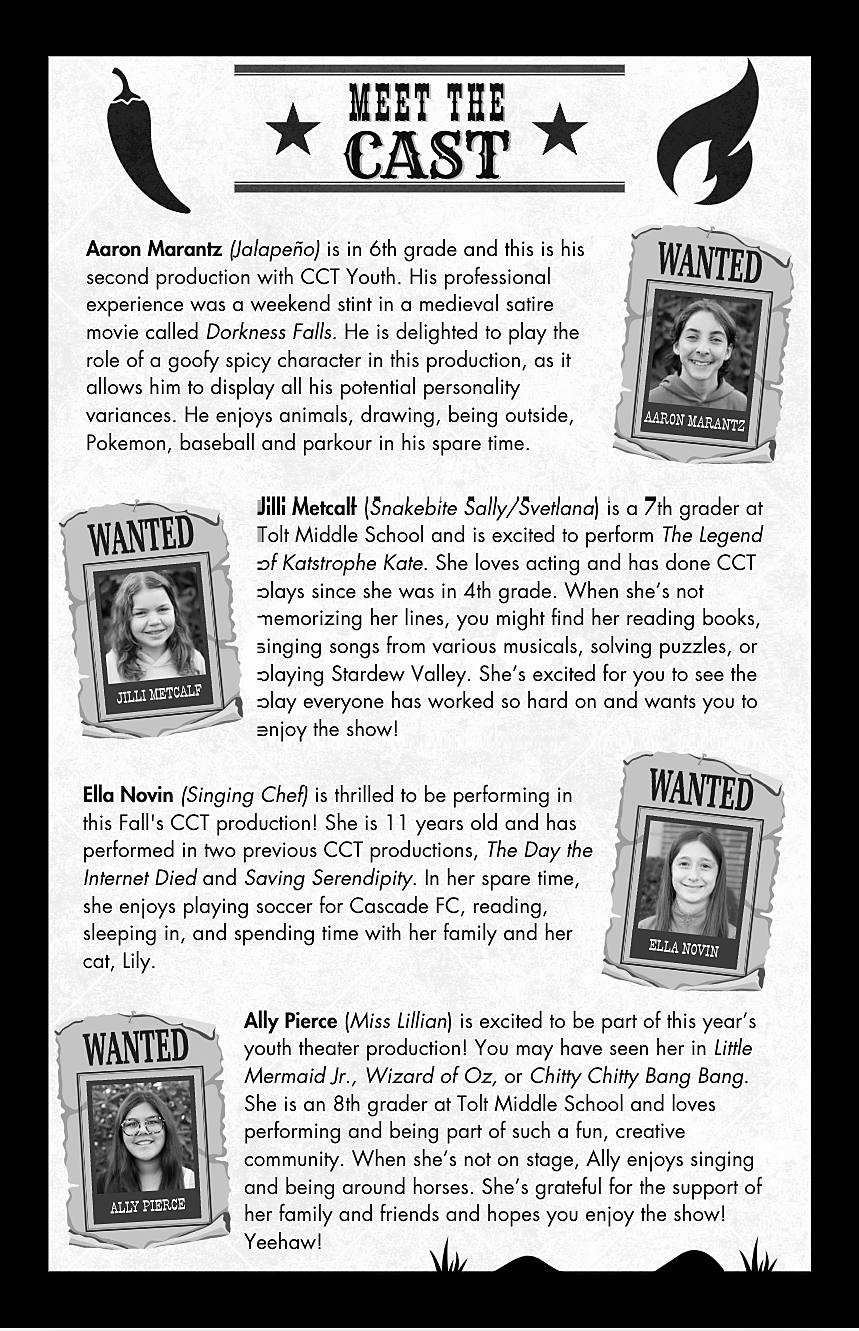 MEET THE
CAST
Aaron Marantz (Jalapeño) is in 6th grade and this is his
second production with CCT Youth. His professional
experience was a weekend stint in a medieval satire
movie called Dorkness Falls. He is delighted to play the
role of a goofy spicy character in this production, as it
allows him to display all his potential personality
variances. He enjoys animals, drawing, being outside,
Pokemon, baseball and parkour in his spare time.
WANTED
AARON MARANTZ
WANTED
JILLI METCALF
Jilli Metcalf (Snakebite Sally/Svetlana) is a 7th grader at
Tolt Middle School and is excited to perform The Legend
of Katstrophe Kate. She loves acting and has done CCT
plays since she was in 4th grade. When she's not
memorizing her lines, you might find her reading books,
singing songs from various musicals, solving puzzles, or
playing Stardew Valley. She's excited for you to see the
play everyone has worked so hard on and wants you to
enjoy the show!
Ella Novin (Singing Chef) is thrilled to be performing in
this Fall's CCT production! She is 11 years old and has
performed in two previous CCT productions, The Day the
Internet Died and Saving Serendipity. In her spare time,
she enjoys playing soccer for Cascade FC, reading,
sleeping in, and spending time with her family and her
cat, Lily.
WANTED
ELLA NOVIN
WANTED
ALLY PIERCE
Ally Pierce (Miss Lillian) is excited to be part of this year's
youth theater production! You may have seen her in Little
Mermaid Jr., Wizard of Oz, or Chitty Chitty Bang Bang.
She is an 8th grader at Tolt Middle School and loves
performing and being part of such a fun, creative
community. When she's not on stage, Ally enjoys singing
and being around horses. She's grateful for the support of
her family and friends and hopes you enjoy the show!
Yeehaw!